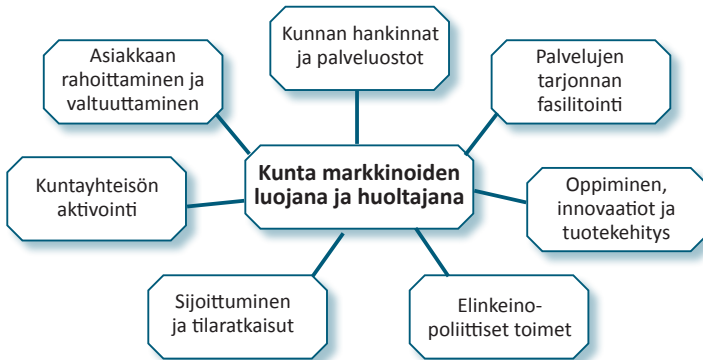 Kunnan hankinnat
ja palveluostot
Asiakkaan
rahoittaminen ja
valtuuttaminen
Palvelujen
tarjonnan
fasilitointi
Kunta markkinoiden
luojana ja huoltajana
Kuntayhteisön
aktivointi
Oppiminen,
innovaatiot ja
tuotekehitys
Sijoittuminen
ja tilaratkaisut
Elinkeino-
poliittiset toimet